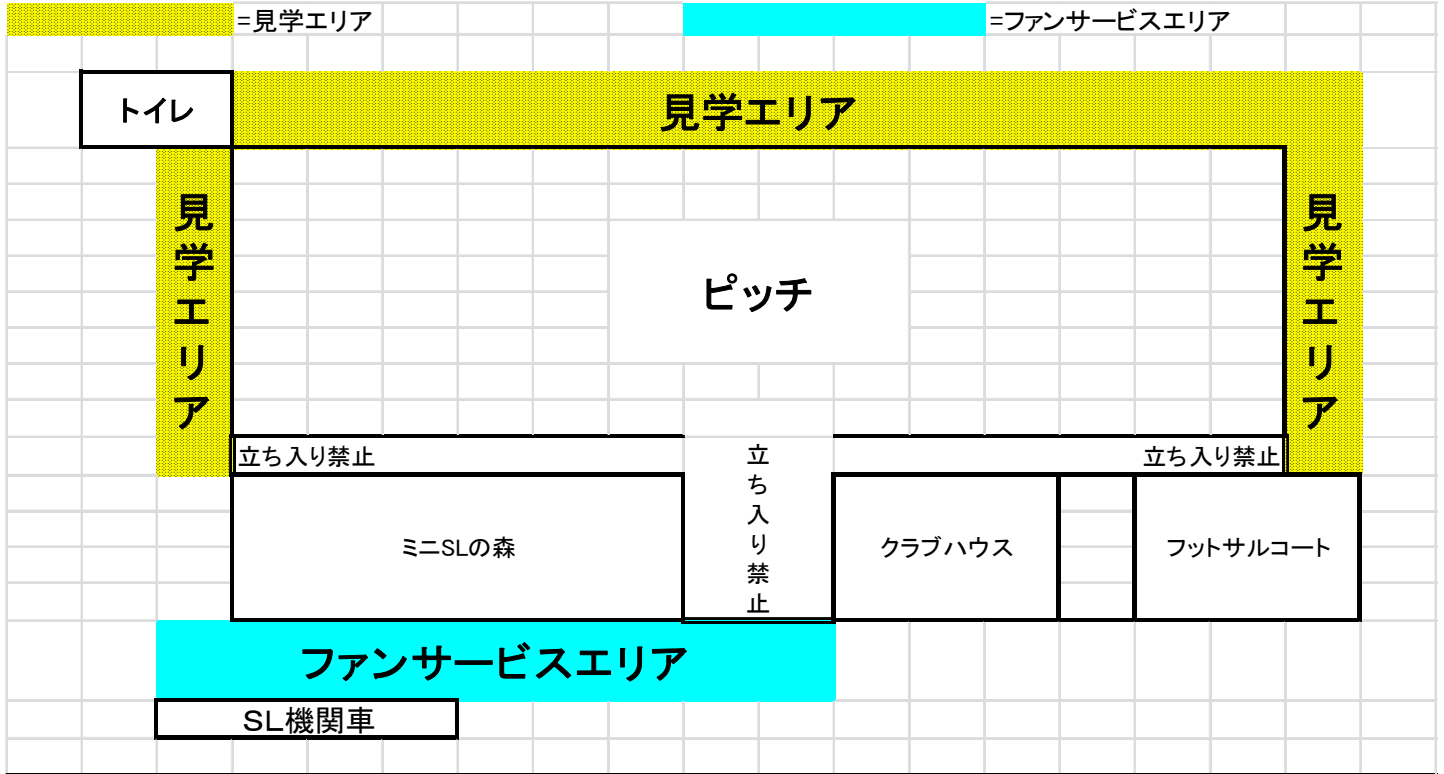 =見学エリア
=ファンサービスエリア
トイレ
見学エリア
見学エリア
見学エリア
ピッチ
立ち入り禁止
立ち入り禁止
立ち入り禁止
ミニSLの森
クラブハウス
フットサルコート
ファンサービスエリア
ＳＬ機関車